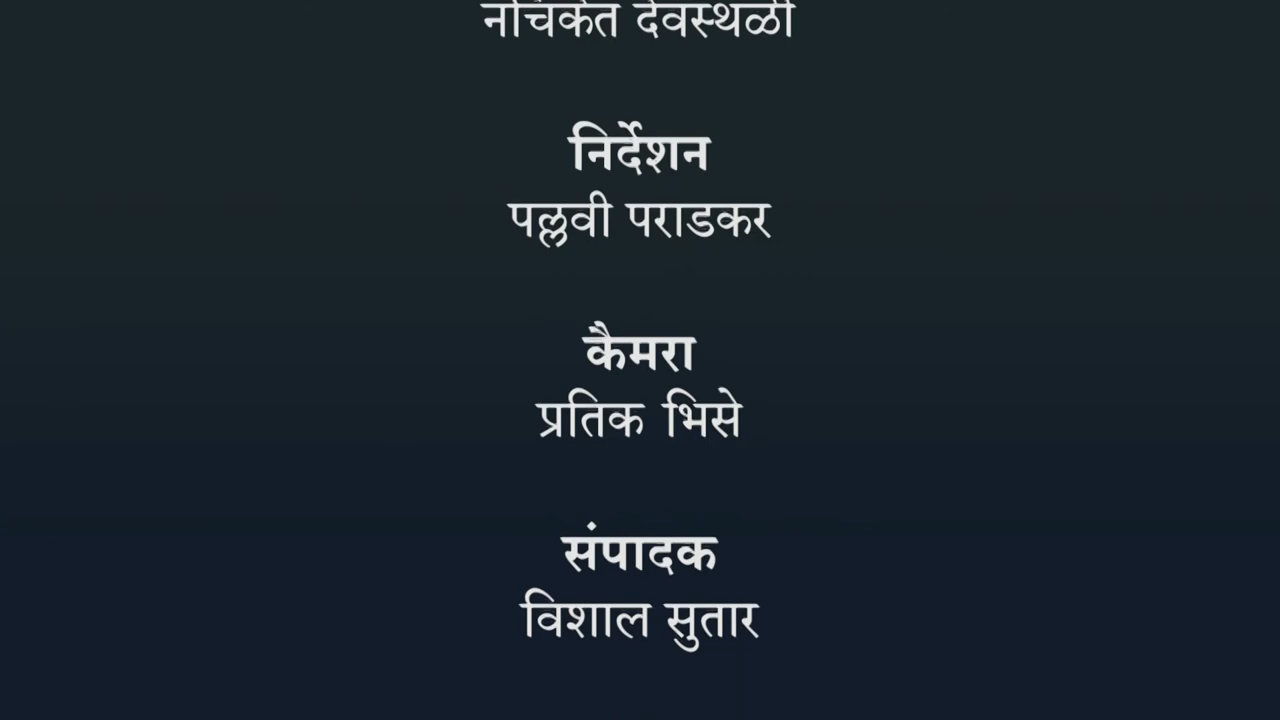 नचिकेत देवस्थळी
निर्देशन
पल्लवी पराडकर
कैमरा
प्रतिक भिसे
संपादक
विशाल सुतार